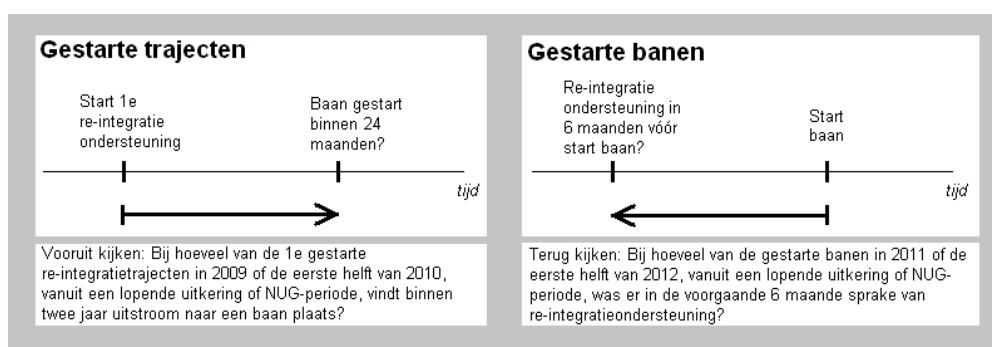 Gestarte trajecten
Start 1e
re-integratie
ondersteuning
Baan gestart
binnen 24
maanden?
tijd
Vooruit kijken: Bij hoeveel van de 1e gestarte
re-integratietrajecten in 2009 of de eerste helft van 2010,
vanuit een lopende uitkering of NUG-periode, vindt binnen
twee jaar uitstroom naar een baan plaats?
Gestarte banen
Re-integratie
ondersteuning in
6 maanden vóór
start baan?
Start
baan
tijd
Terug kijken: Bij hoeveel van de gestarte banen in 2011 of de
eerste helft van 2012, vanuit een lopende uitkering of NUG-
periode, was er in de voorgaande 6 maande sprake van
re-integratieondersteuning?